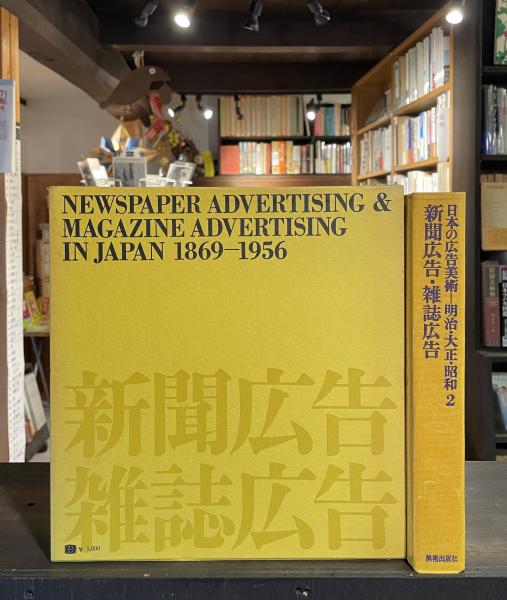 NEWSPAPER ADVERTISING &
MAGAZINE ADVERTISING
IN JAPAN 1869–1956
新聞広告
雑誌広告
¥ 5,800
日本の広告美術—明治・大正・昭和 2
新聞広告・雑誌広告
美術出版社